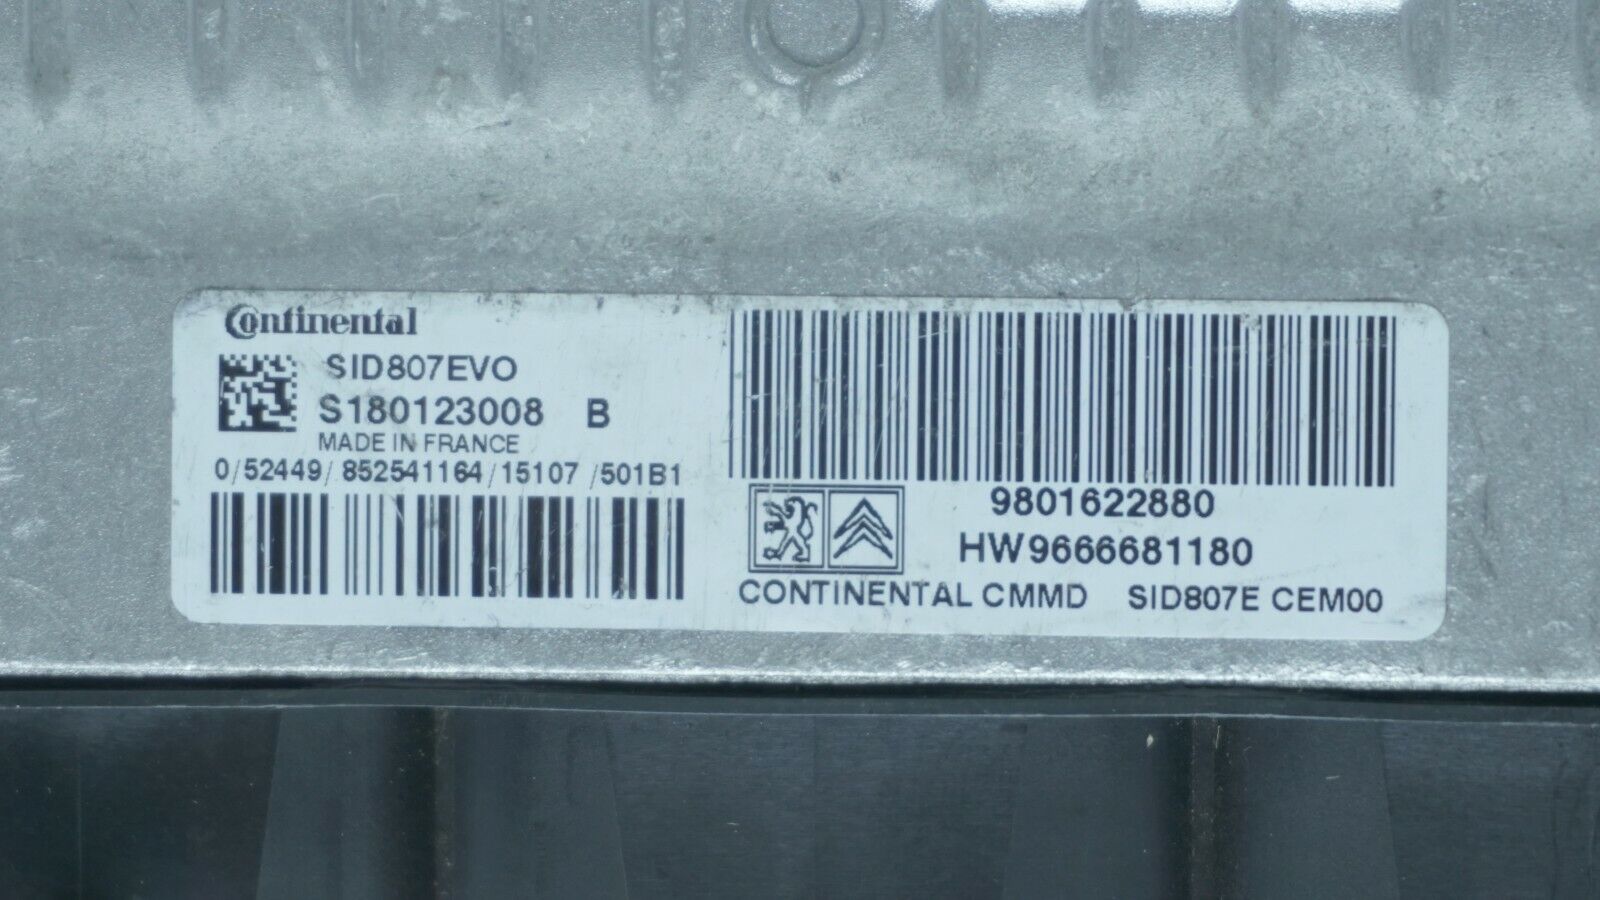 Continental
SID807EVO
S180123008 B
MADE IN FRANCE
0/52449/852541164/15107/501B1
9801622880
HW9666681180
CONTINENTAL CMMD SID807E CEM00